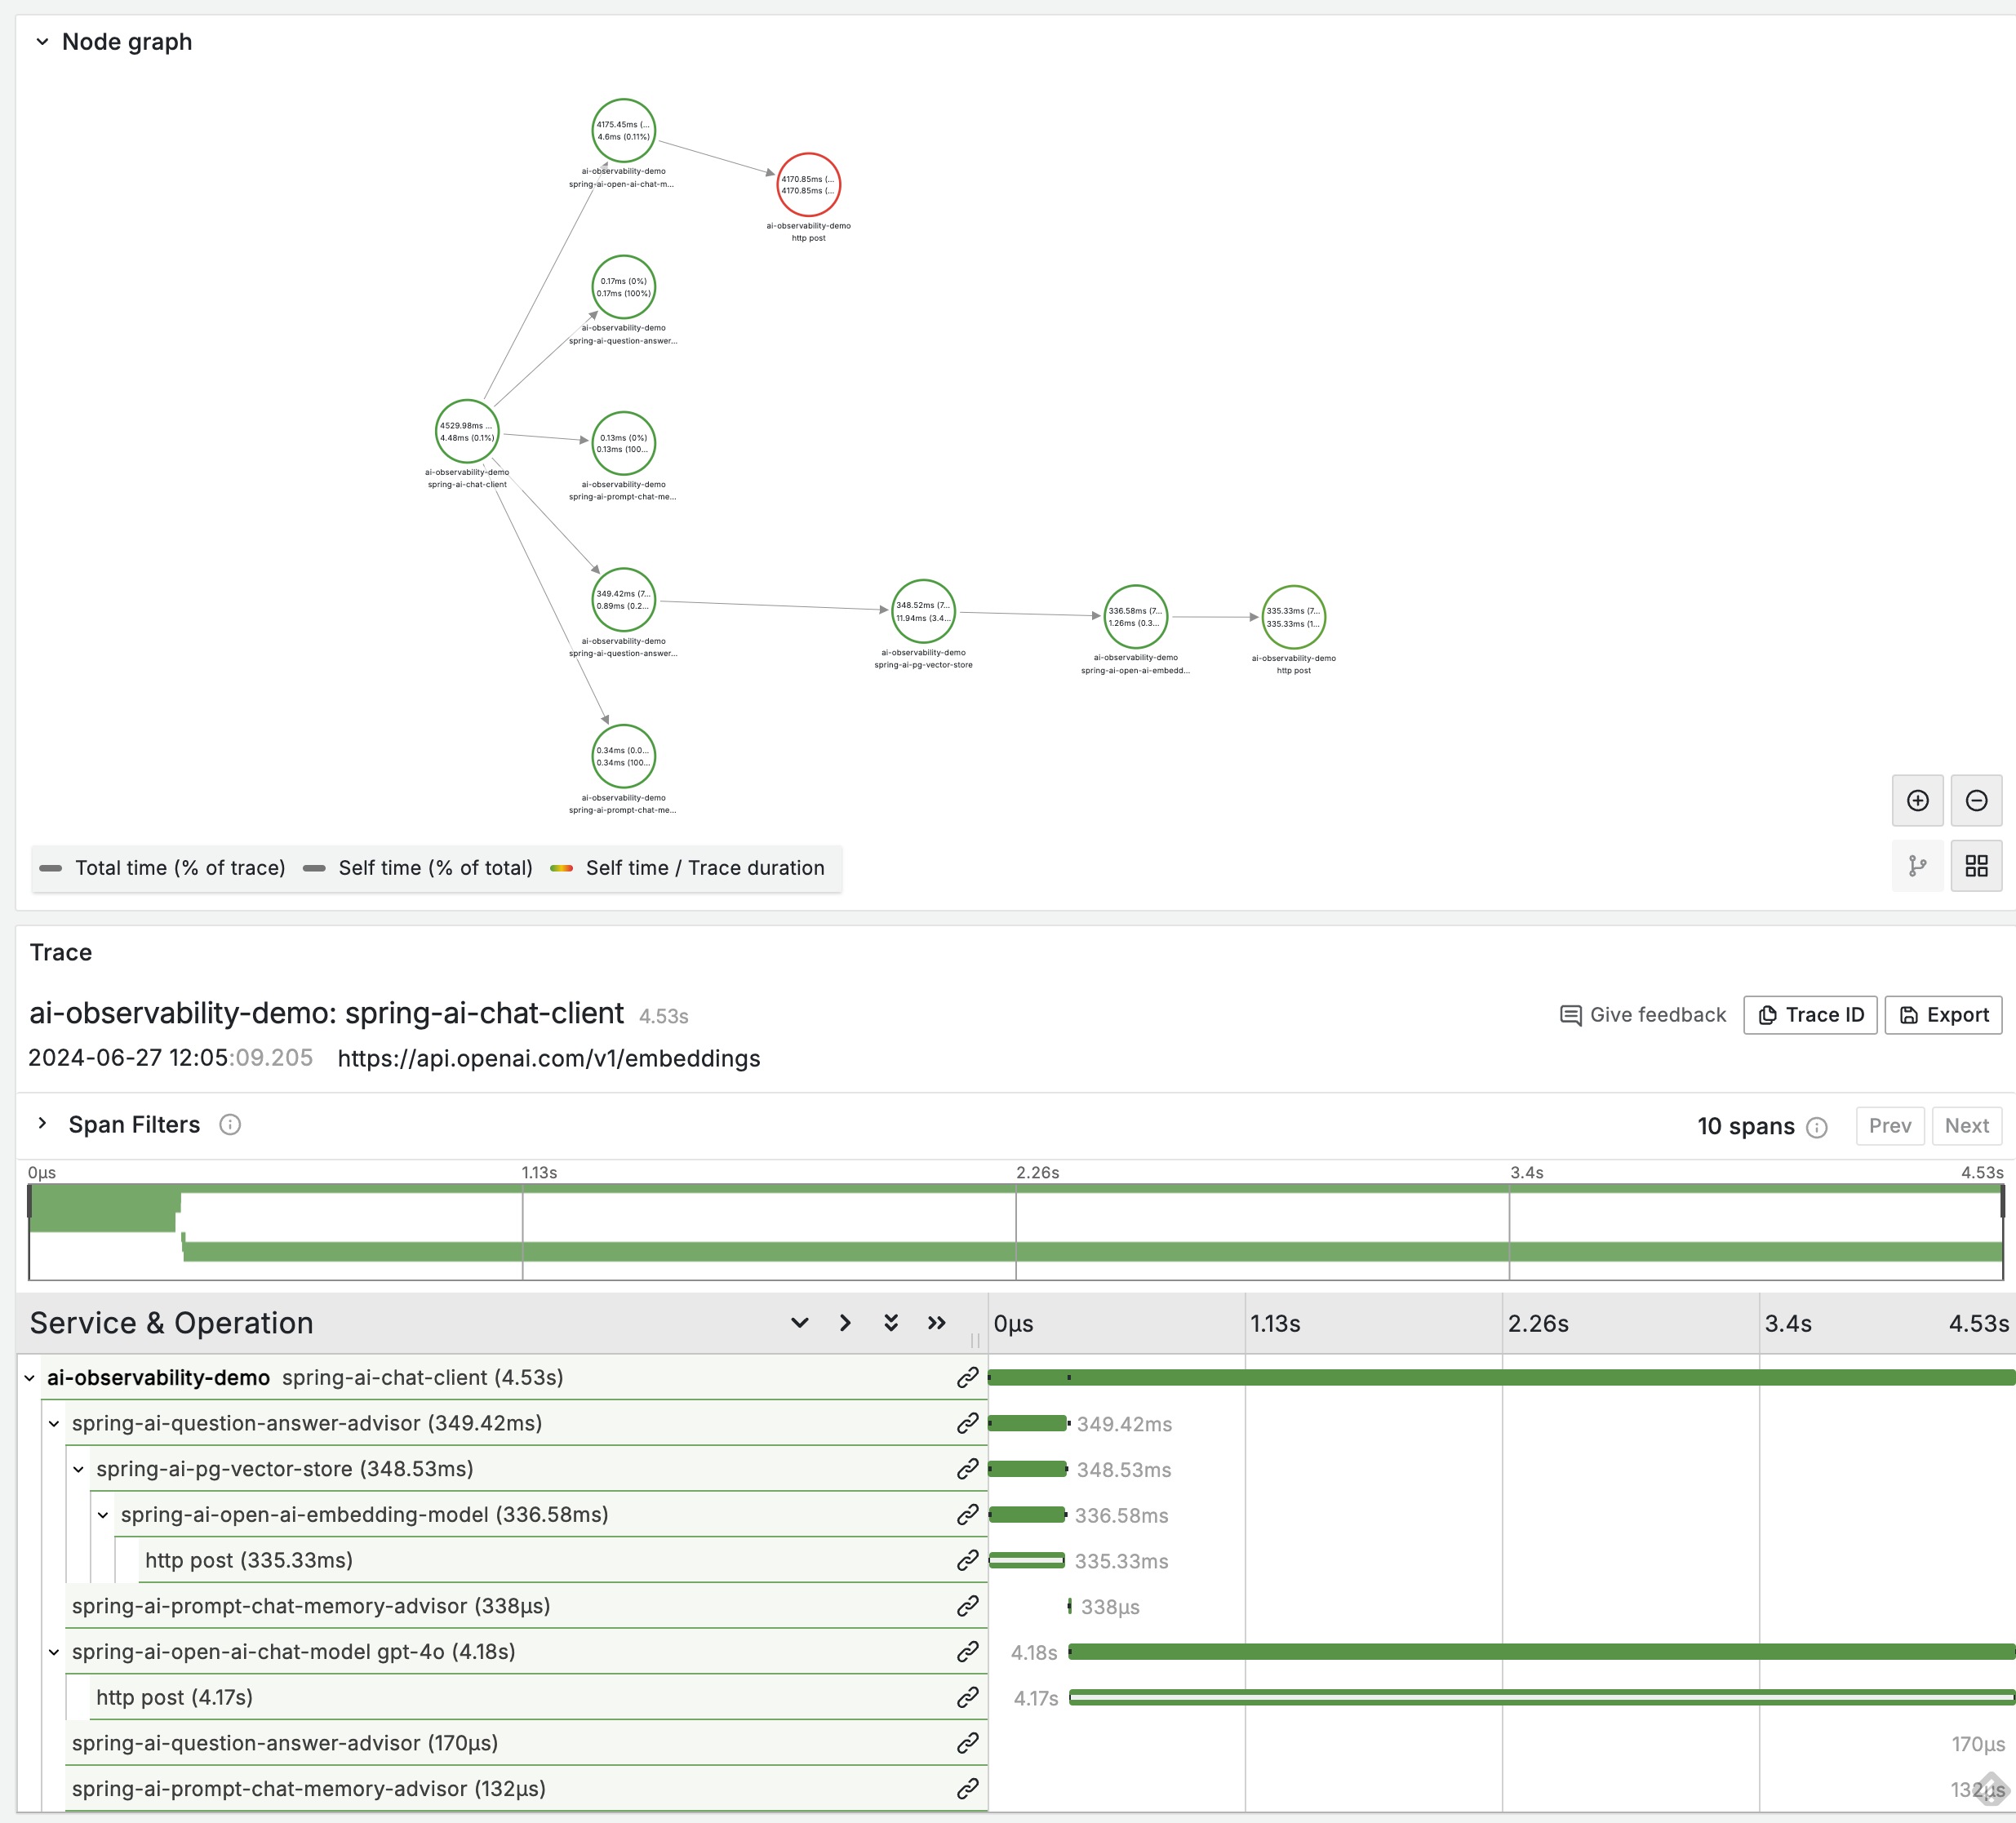 Node graph
4175.45ms (...
4.6ms (0.11%)
ai-observability-demo
spring-ai-open-ai-chat-m...
4170.85ms (...
4170.85ms (...
ai-observability-demo
http post
0.17ms (0%)
0.17ms (100%)
ai-observability-demo
spring-ai-question-answer...
4529.98ms ...
4.48ms (0.1%)
ai-observability-demo
spring-ai-chat-client
0.13ms (0%)
0.13ms (100...
ai-observability-demo
spring-ai-prompt-chat-me...
349.42ms (7...
0.89ms (0.2...
ai-observability-demo
spring-ai-question-answer...
348.52ms (7...
11.94ms (3.4...
ai-observability-demo
spring-ai-pg-vector-store
336.58ms (7...
1.26ms (0.3...
ai-observability-demo
spring-ai-open-ai-embedd...
335.33ms (7...
335.33ms (1...
ai-observability-demo
http post
0.34ms (0.0...
0.34ms (100...
ai-observability-demo
spring-ai-prompt-chat-me...
Total time (% of trace) Self time (% of total) Self time / Trace duration
Trace
ai-observability-demo: spring-ai-chat-client 4.53s
Give feedback Trace ID Export
2024-06-27 12:05:09.205 https://api.openai.com/v1/embeddings
Span Filters 10 spans Prev Next
0μs 1.13s 2.26s 3.4s 4.53s
Service & Operation 0μs 1.13s 2.26s 3.4s 4.53s
ai-observability-demo spring-ai-chat-client (4.53s)
spring-ai-question-answer-advisor (349.42ms) 349.42ms
spring-ai-pg-vector-store (348.53ms) 348.53ms
spring-ai-open-ai-embedding-model (336.58ms) 336.58ms
http post (335.33ms) 335.33ms
spring-ai-prompt-chat-memory-advisor (338μs) 338μs
spring-ai-open-ai-chat-model gpt-4o (4.18s) 4.18s
http post (4.17s) 4.17s
spring-ai-question-answer-advisor (170μs) 170μs
spring-ai-prompt-chat-memory-advisor (132μs) 132μs